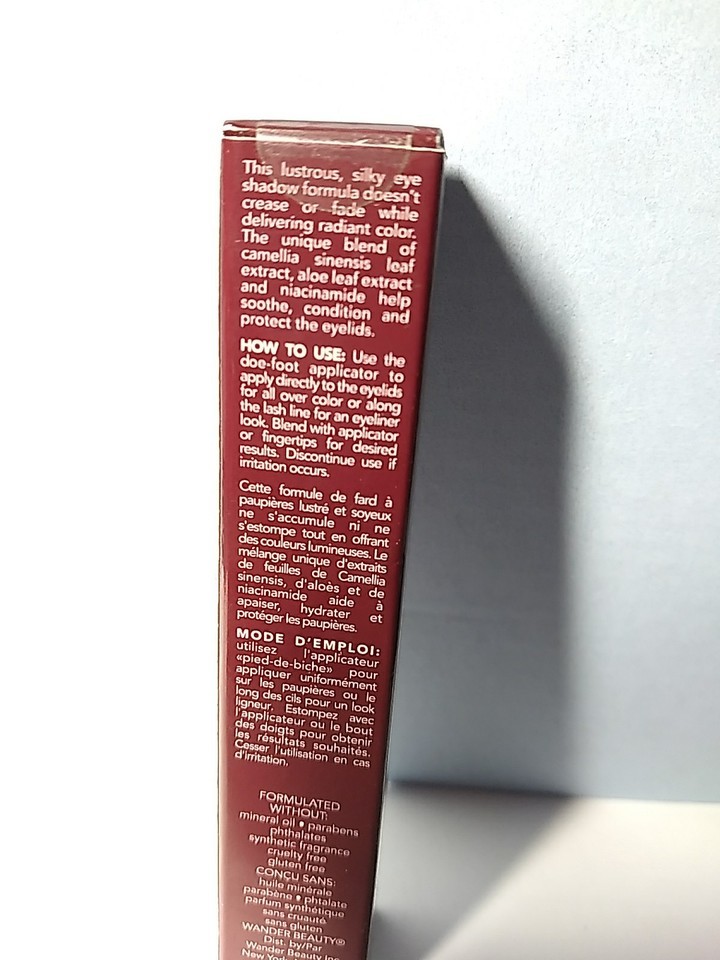 This lustrous, silky eye
shadow formula doesn't
crease or fade while
delivering radiant color.
The unique blend of
camellia sinensis leaf
extract, aloe leaf extract
and niacinamide help
soothe, condition and
protect the eyelids.
HOW TO USE: Use the
doe-foot applicator to
apply directly to the eyelids
for all over color or along
the lash line for an eyeliner
look. Blend with applicator
or fingertips for desired
results. Discontinue use if
irritation occurs.
Cette formule de fard à
paupières lustré et soyeux
ne s'accumule ni ne
s'estompe tout en offrant
des couleurs lumineuses. Le
mélange unique d'extraits
de feuilles de Camellia
sinensis, d'aloès et de
niacinamide aide à
apaiser, hydrater et
protéger les paupières.
MODE D'EMPLOI:
utilisez l'applicateur
«pied-de-biche» pour
appliquer uniformément
sur les paupières ou le
long des cils pour un look
ligneur. Estompez avec
l'applicateur ou le bout
des doigts pour obtenir
les résultats souhaités.
Cesser l'utilisation en cas
d'irritation.
FORMULATED
WITHOUT:
mineral oil • parabens
phthalates
synthetic fragrance
cruelty free
gluten free
CONÇU SANS:
huile minérale
parabène • phtalate
parfum synthétique
sans cruauté
sans gluten
WANDER BEAUTY®
Dist. by/Par
Wander Beauty Inc.
New York